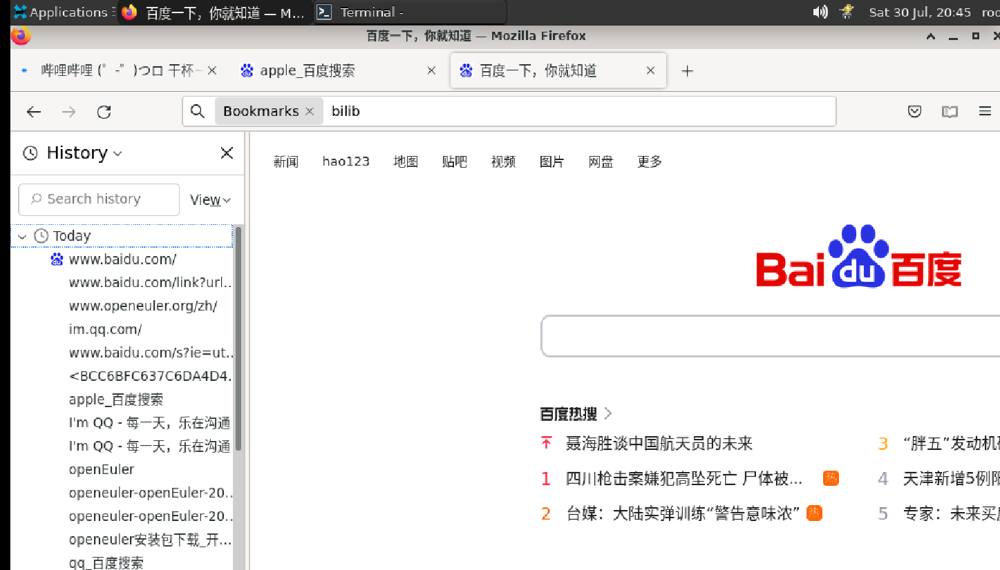 Applications
百度一下，你就知道 — M...
Terminal -
Sat 30 Jul, 20:45
百度一下，你就知道 — Mozilla Firefox
哔哩哔哩 (゜-゜)つロ 干杯~
apple_百度搜索
百度一下，你就知道
Bookmarks
bilib
History
新闻
hao123
地图
贴吧
视频
图片
网盘
更多
Search history
View
Today
www.baidu.com/
www.baidu.com/link?url...
www.openeuler.org/zh/
im.qq.com/
www.baidu.com/s?ie=ut...
<BCC6BFC637C6DA4D4...
apple_百度搜索
I'm QQ - 每一天，乐在沟通
I'm QQ - 每一天，乐在沟通
openEuler
openeuler-openEuler-20...
openeuler-openEuler-20...
openeuler安装包下载_开...
qq_百度搜索
Bai du 百度
百度热搜
聂海胜谈中国航天员的未来
3 “胖五”发动机
1 四川枪击案嫌犯高坠死亡 尸体被... 热
4 天津新增5例
2 台媒：大陆实弹训练“警告意味浓” 热
5 专家：未来买